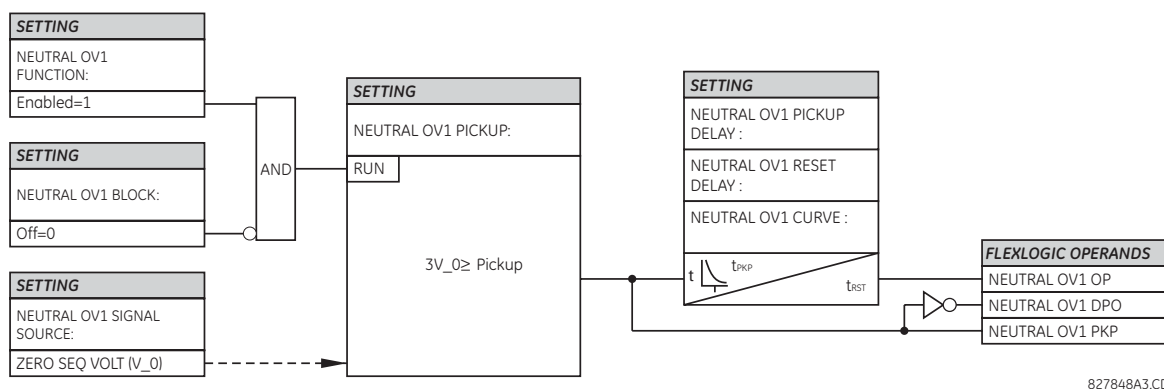 SETTING
NEUTRAL OV1
FUNCTION:
Enabled=1
SETTING
NEUTRAL OV1 BLOCK:
Off=0
SETTING
NEUTRAL OV1 SIGNAL
SOURCE:
ZERO SEQ VOLT (V_0)
AND
SETTING
NEUTRAL OV1 PICKUP:
RUN
3V_0≥ Pickup
SETTING
NEUTRAL OV1 PICKUP
DELAY :
NEUTRAL OV1 RESET
DELAY :
NEUTRAL OV1 CURVE :
t
tPKP
tRST
FLEXLOGIC OPERANDS
NEUTRAL OV1 OP
NEUTRAL OV1 DPO
NEUTRAL OV1 PKP